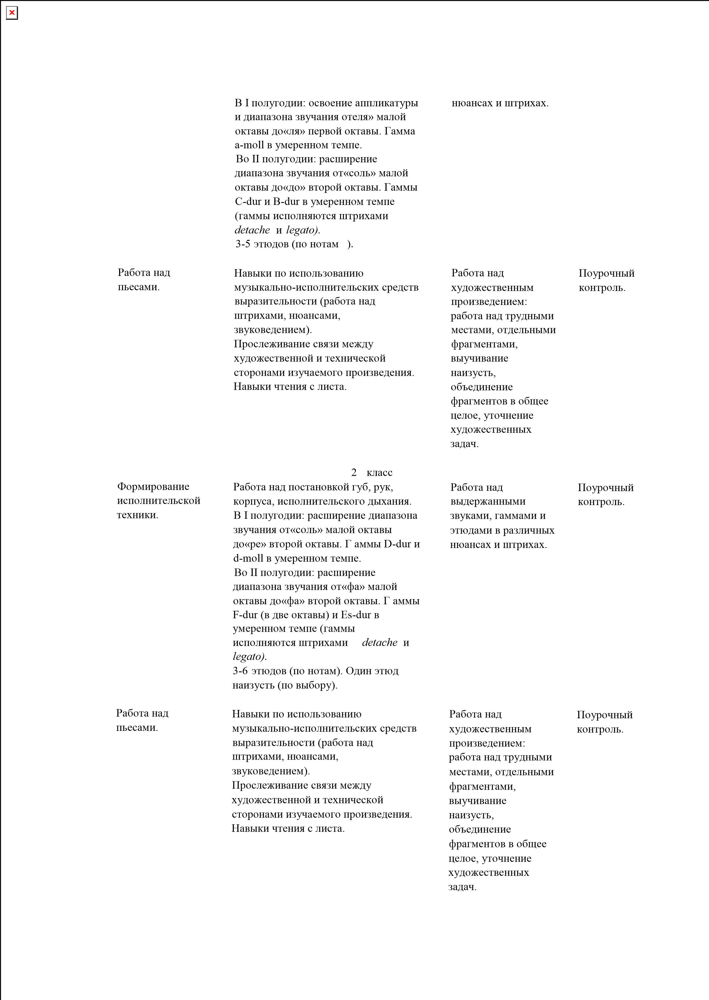 В I полугодии: освоение аппликатуры
и диапазона звучания отеля» малой
октавы до«ля» первой октавы. Гамма
a-moll в умеренном темпе.
Во II полугодии: расширение
диапазона звучания от«соль» малой
октавы до«до» второй октавы. Гаммы
C-dur и B-dur в умеренном темпе
(гаммы исполняются штрихами
detache и legato).
3-5 этюдов (по нотам ).
нюансах и штрихах.
Работа над
пьесами.
Навыки по использованию
музыкально-исполнительских средств
выразительности (работа над
штрихами, нюансами,
звуковедением).
Прослеживание связи между
художественной и технической
сторонами изучаемого произведения.
Навыки чтения с листа.
Работа над
художественным
произведением:
работа над трудными
местами, отдельными
фрагментами,
выучивание
наизусть,
объединение
фрагментов в общее
целое, уточнение
художественных
задач.
Поурочный
контроль.
2 класс
Формирование
исполнительской
техники.
Работа над постановкой губ, рук,
корпуса, исполнительского дыхания.
В I полугодии: расширение диапазона
звучания от«соль» малой октавы
до«ре» второй октавы. Г аммы D-dur и
d-moll в умеренном темпе.
Во II полугодии: расширение
диапазона звучания от«фа» малой
октавы до«фа» второй октавы. Г аммы
F-dur (в две октавы) и Es-dur в
умеренном темпе (гаммы
исполняются штрихами detache и
legato).
3-6 этюдов (по нотам). Один этюд
наизусть (по выбору).
Работа над
выдержанными
звуками, гаммами и
этюдами в различных
нюансах и штрихах.
Поурочный
контроль.
Работа над
пьесами.
Навыки по использованию
музыкально-исполнительских средств
выразительности (работа над
штрихами, нюансами,
звуковедением).
Прослеживание связи между
художественной и технической
сторонами изучаемого произведения.
Навыки чтения с листа.
Работа над
художественным
произведением:
работа над трудными
местами, отдельными
фрагментами,
выучивание
наизусть,
объединение
фрагментов в общее
целое, уточнение
художественных
задач.
Поурочный
контроль.